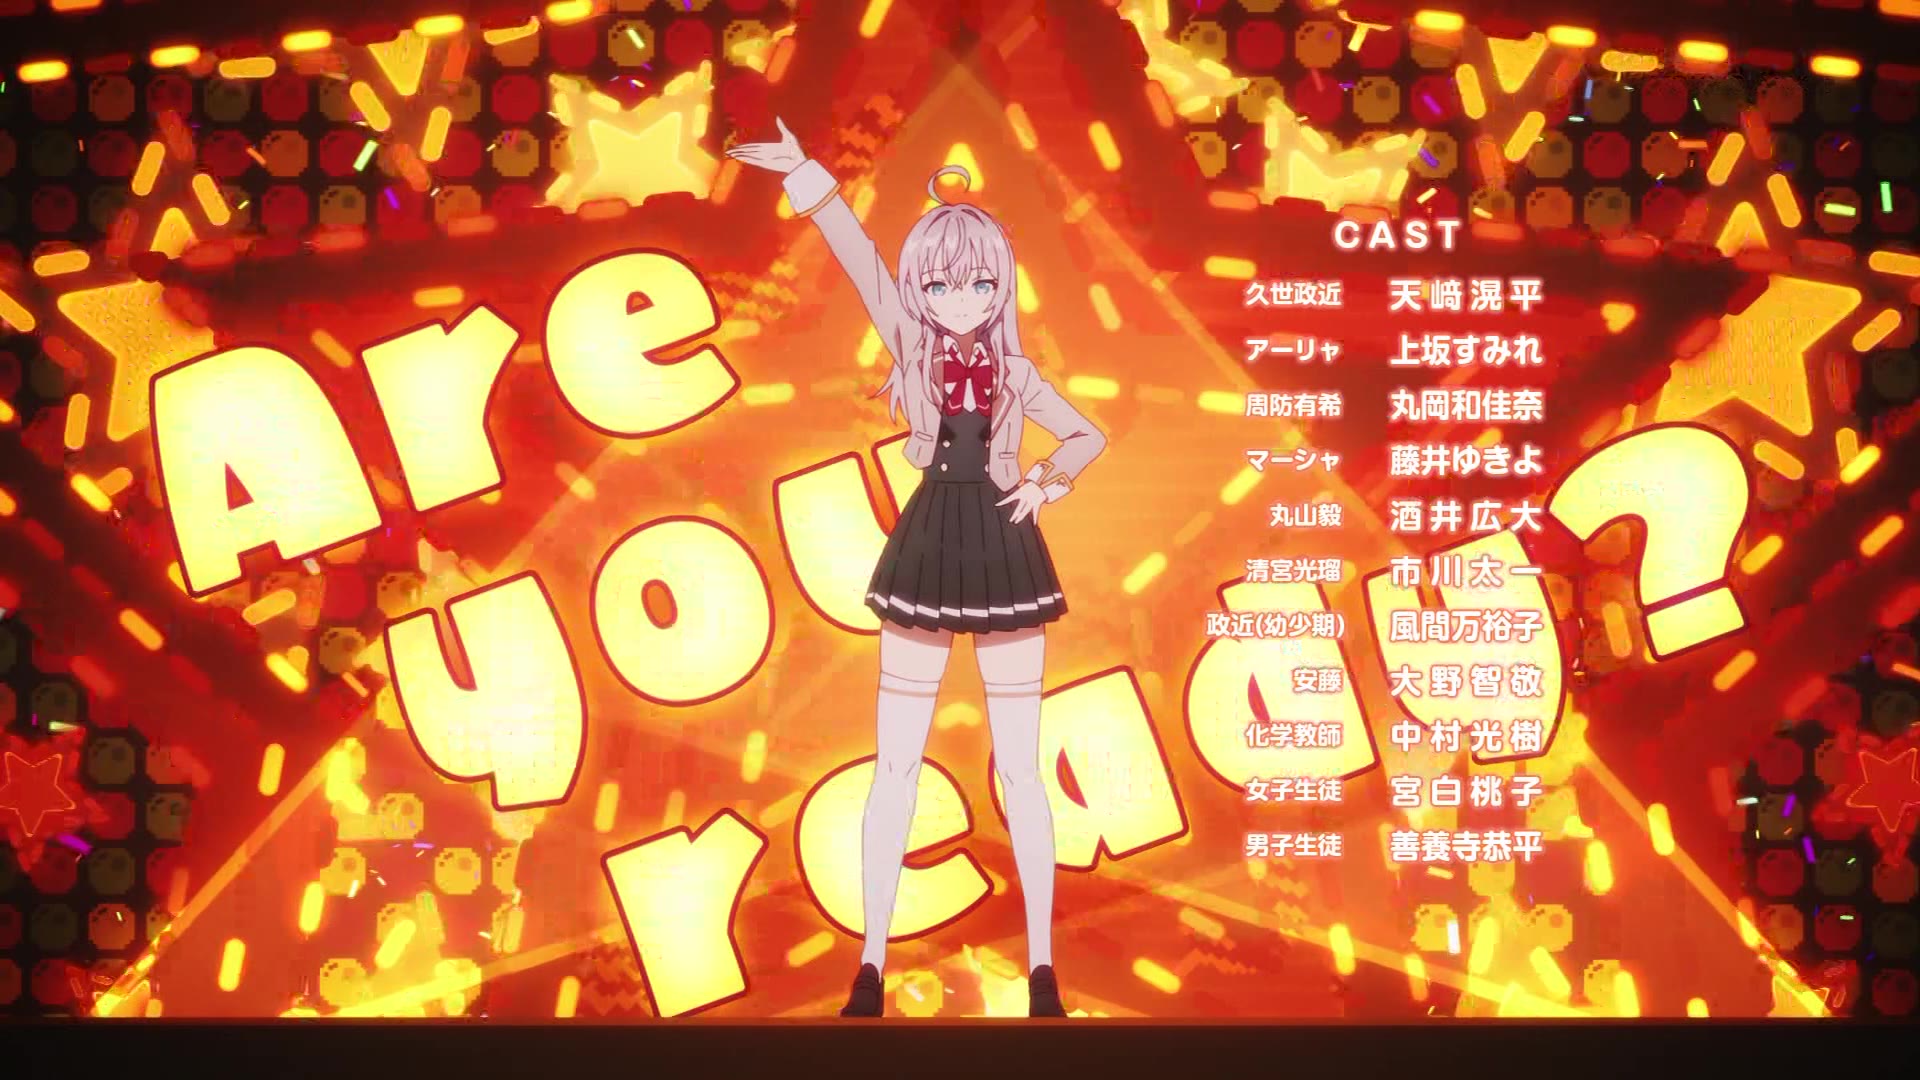 Are
you
ready?
CAST
久世政近 天﨑滉平
アーリャ 上坂すみれ
周防有希 丸岡和佳奈
マーシャ 藤井ゆきよ
丸山毅 酒井広大
清宮光瑠 市川太一
政近(幼少期) 風間万裕子
安藤 大野智敬
化学教師 中村光樹
女子生徒 宮白桃子
男子生徒 善養寺恭平